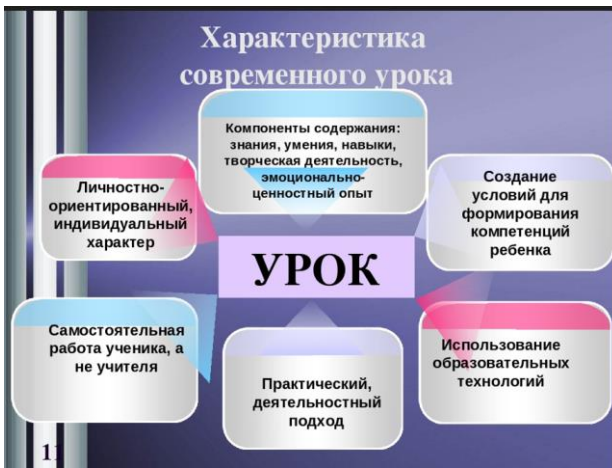 Характеристика
современного урока
Компоненты содержания:
знания, умения, навыки,
творческая деятельность,
эмоционально-
ценностный опыт
Личностно-
ориентированный,
индивидуальный
характер
Создание
условий для
формирования
компетенций
ребенка
УРОК
Самостоятельная
работа ученика, а
не учителя
Практический,
деятельностный
подход
Использование
образовательных
технологий
11